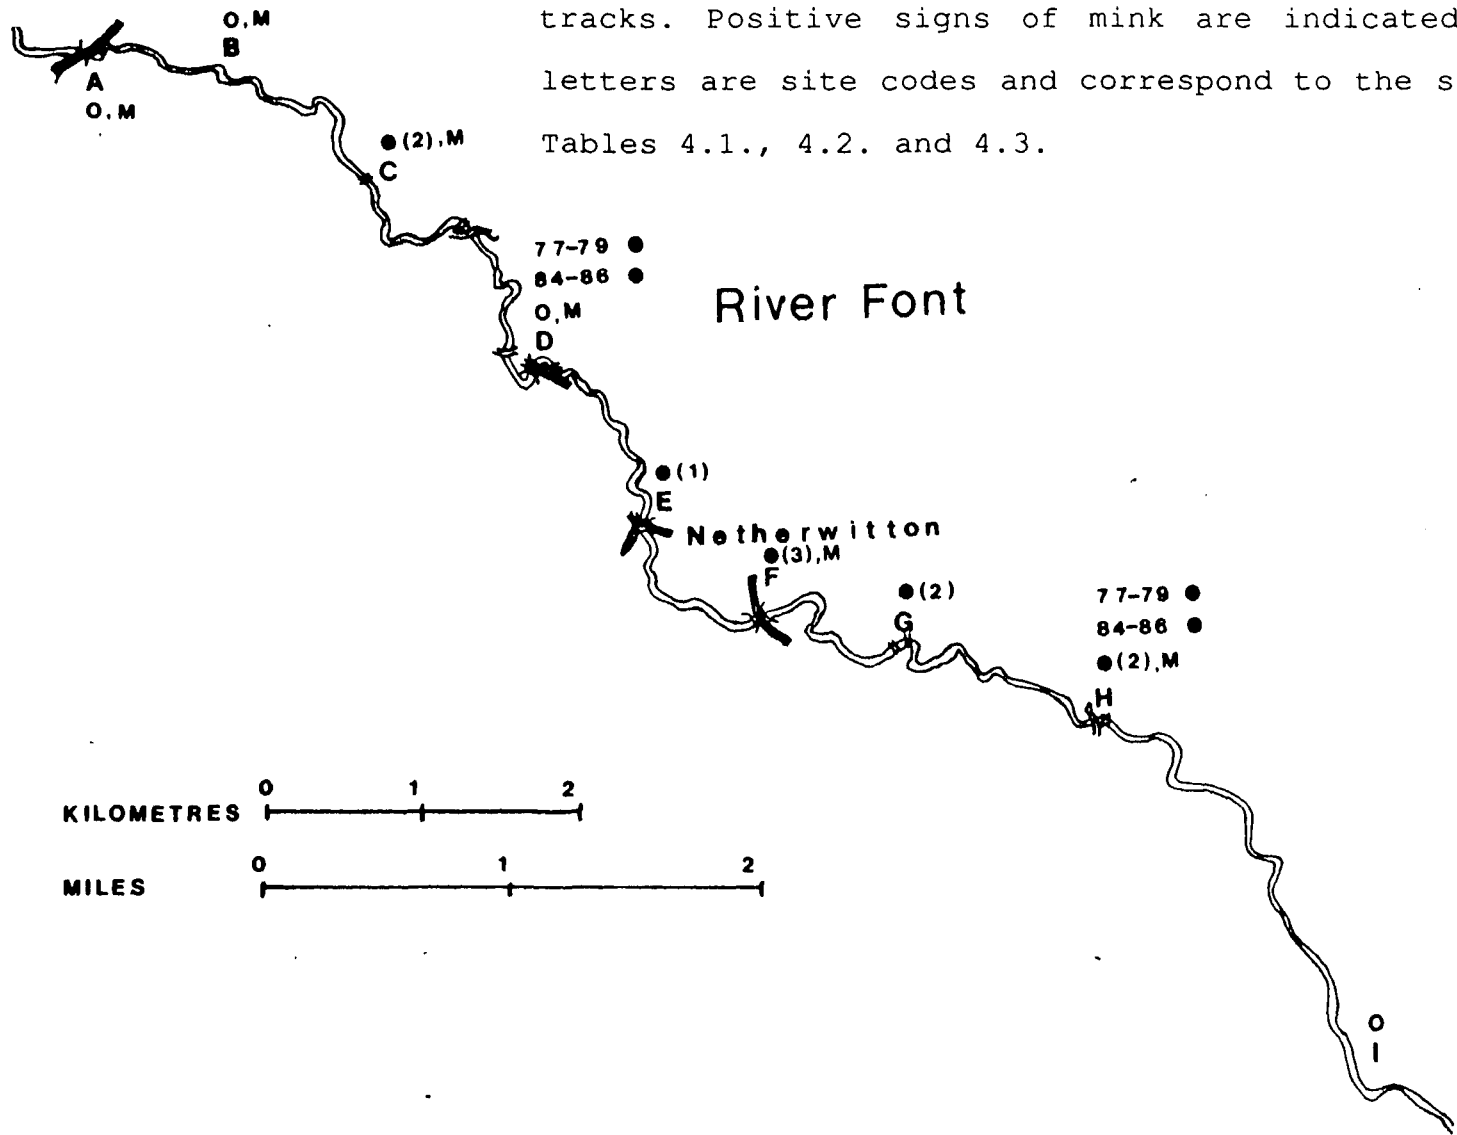 tracks. Positive signs of mink are indicated
letters are site codes and correspond to the s
Tables 4.1., 4.2. and 4.3.
O,M
B
A
O,M
●(2),M
C
77-79 ●
84-86 ●
O,M
D
River Font
●(1)
E
Netherwitton
●(3),M
F
●(2)
G
77-79 ●
84-86 ●
●(2),M
H
0 1 2
KILOMETRES
0 1 2
MILES
O
I